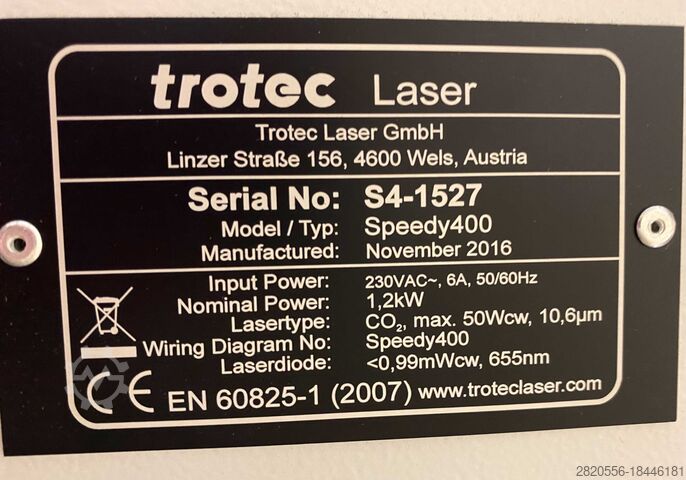 trotec Laser
Trotec Laser GmbH
Linzer Straße 156, 4600 Wels, Austria
Serial No: S4-1527
Model / Typ: Speedy400
Manufactured: November 2016
Input Power: 230VAC~, 6A, 50/60Hz
Nominal Power: 1,2kW
Lasertype: CO₂, max. 50Wcw, 10,6µm
Wiring Diagram No: Speedy400
Laserdiode: <0,99mWcw, 655nm
CE EN 60825-1 (2007) www.troteclaser.com
2820556-18446181